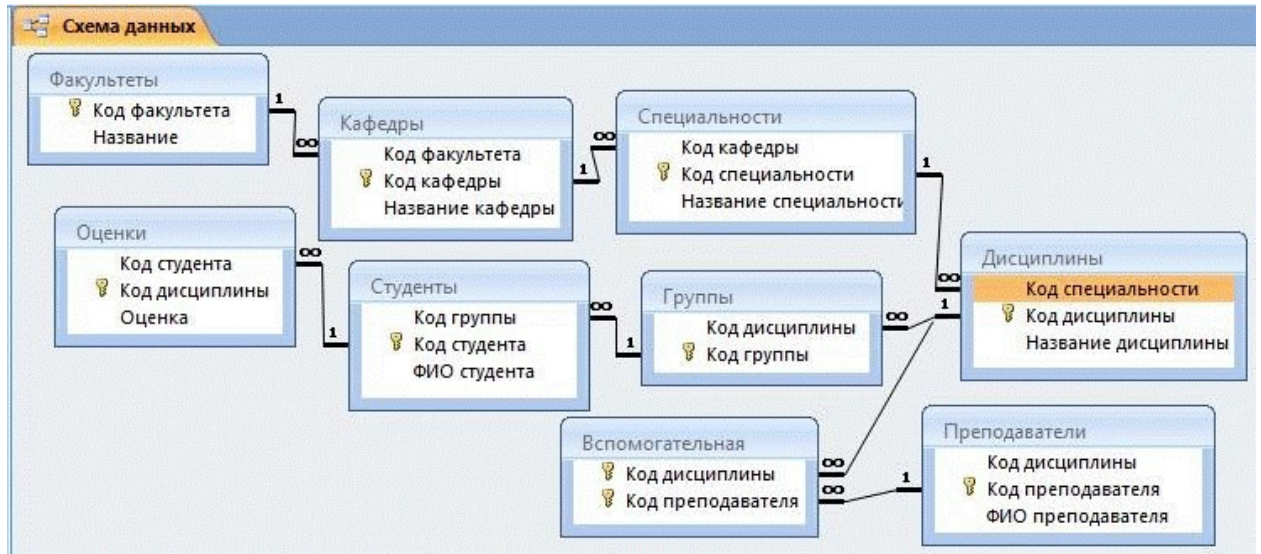 Схема данных
Факультеты
Код факультета
Название
1
∞
Кафедры
Код факультета
Код кафедры
Название кафедры
1
∞
Специальности
Код кафедры
Код специальности
Название специальности
1
∞
Оценки
Код студента
Код дисциплины
Оценка
∞
1
Студенты
Код группы
Код студента
ФИО студента
∞
1
Группы
Код дисциплины
Код группы
∞
1
Дисциплины
Код специальности
Код дисциплины
Название дисциплины
Вспомогательная
Код дисциплины
Код преподавателя
∞
∞
1
Преподаватели
Код дисциплины
Код преподавателя
ФИО преподавателя